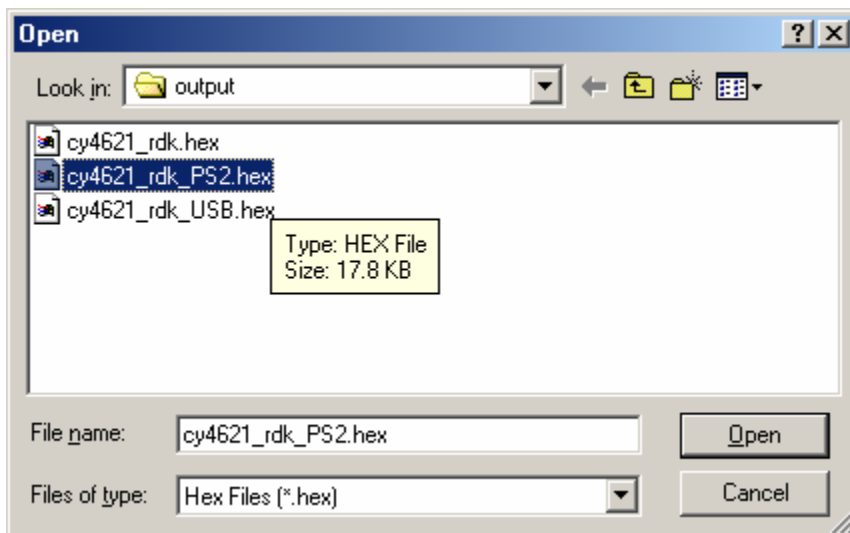 Open
Look in: output
cy4621_rdk.hex
cy4621_rdk_PS2.hex
cy4621_rdk_USB.hex
Type: HEX File
Size: 17.8 KB
File name: cy4621_rdk_PS2.hex Open
Files of type: Hex Files (*.hex) Cancel